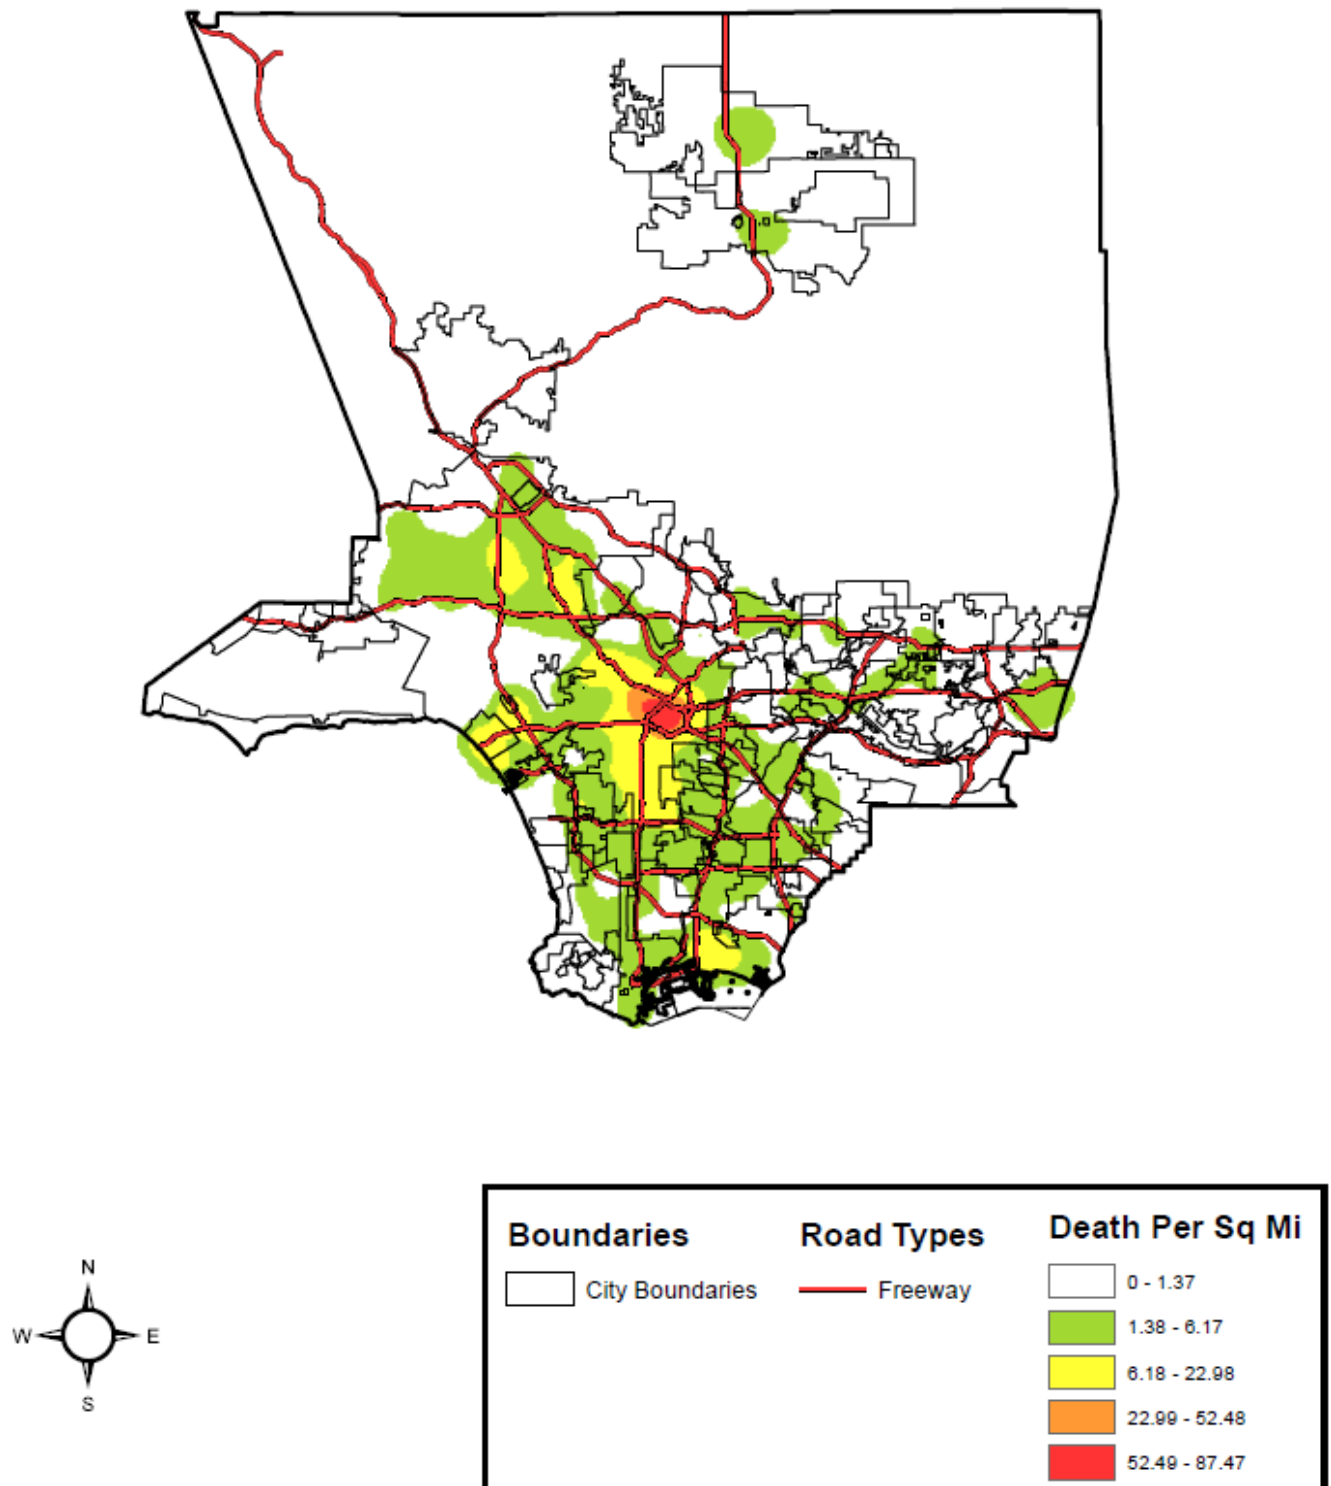 N
W E
S
Boundaries
City Boundaries
Road Types
Freeway
Death Per Sq Mi
0 - 1.37
1.38 - 6.17
6.18 - 22.98
22.99 - 52.48
52.49 - 87.47